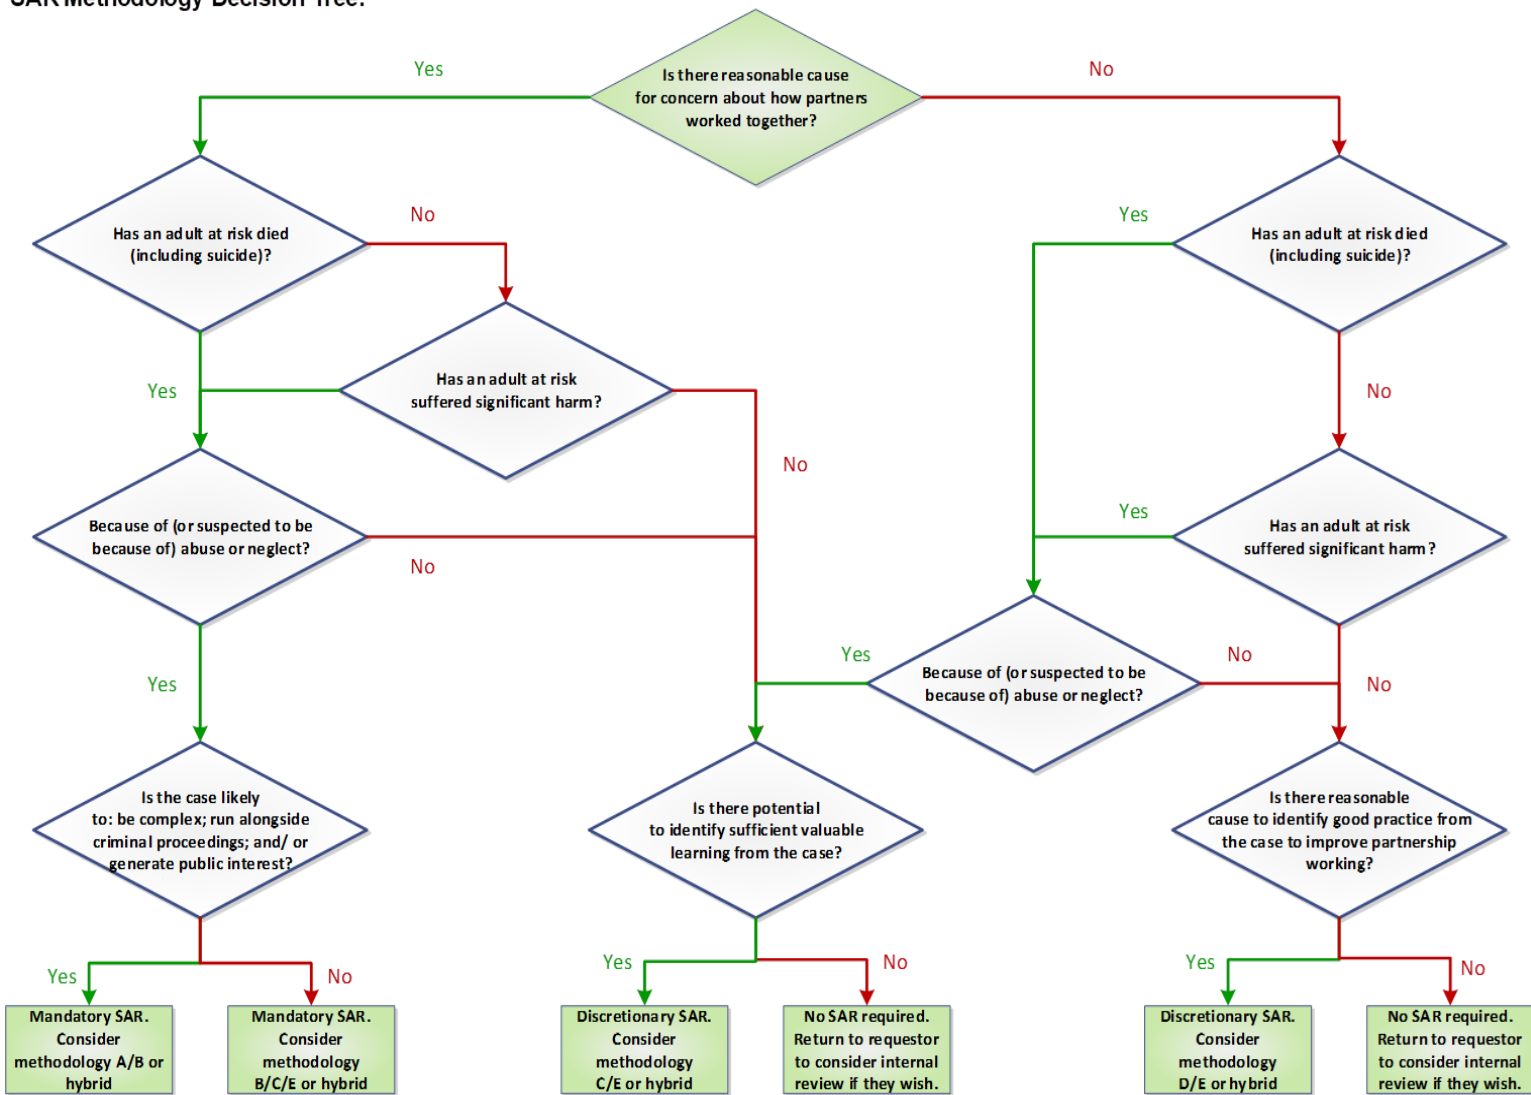 SAR Methodology Decision Tree:
Is there reasonable cause
for concern about how partners
worked together?
Yes
No
Has an adult at risk died
(including suicide)?
No
Yes
Has an adult at risk died
(including suicide)?
Yes
Has an adult at risk
suffered significant harm?
No
No
Because of (or suspected to be
because of) abuse or neglect?
No
Yes
Has an adult at risk
suffered significant harm?
Yes
Yes
Because of (or suspected to be
because of) abuse or neglect?
No
No
Is the case likely
to: be complex; run alongside
criminal proceedings; and/ or
generate public interest?
Is there potential
to identify sufficient valuable
learning from the case?
Is there reasonable
cause to identify good practice from
the case to improve partnership
working?
Yes
No
Yes
No
Yes
No
Mandatory SAR.
Consider
methodology A/B or
hybrid
Mandatory SAR.
Consider
methodology
B/C/E or hybrid
Discretionary SAR.
Consider
methodology
C/E or hybrid
No SAR required.
Return to requestor
to consider internal
review if they wish.
Discretionary SAR.
Consider
methodology
D/E or hybrid
No SAR required.
Return to requestor
to consider internal
review if they wish.